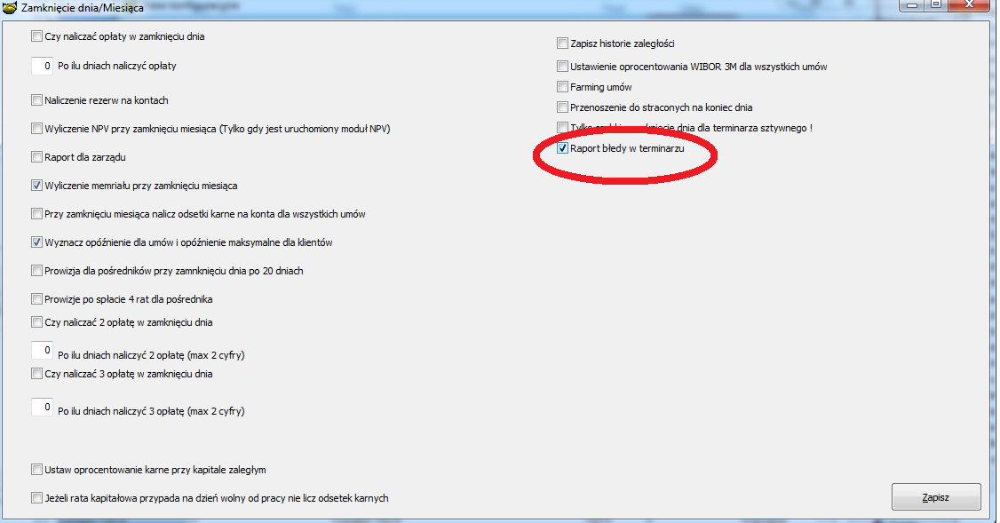 Zamknięcie dnia/Miesiąca
Czy naliczać opłaty w zamknięciu dnia
0 Po ilu dniach naliczyć opłaty
Naliczenie rezerw na kontach
Wyliczenie NPV przy zamknięciu miesiąca (Tylko gdy jest uruchomiony moduł NPV)
Raport dla zarządu
Wyliczenie memriału przy zamknięciu miesiąca
Przy zamknięciu miesiąca nalicz odsetki karne na konta dla wszystkich umów
Wyznacz opóźnienie dla umów i opóźnienie maksymalne dla klientów
Prowizja dla pośredników przy zamnknięciu dnia po 20 dniach
Prowizje po spłacie 4 rat dla pośrednika
Czy naliczać 2 opłatę w zamknięciu dnia
0 Po ilu dniach naliczyć 2 opłatę (max 2 cyfry)
Czy naliczać 3 opłatę w zamknięciu dnia
0 Po ilu dniach naliczyć 3 opłatę (max 2 cyfry)
Ustaw oprocentowanie karne przy kapitale zaległym
Jeżeli rata kapitałowa przypada na dzień wolny od pracy nie licz odsetek karnych
Zapisz historie zaległości
Ustawienie oprocentowania WIBOR 3M dla wszystkich umów
Farming umów
Przenoszenie do straconych na koniec dnia
Tylko dnia dla terminarza sztywnego !
Raport błedy w terminarzu
Zapisz